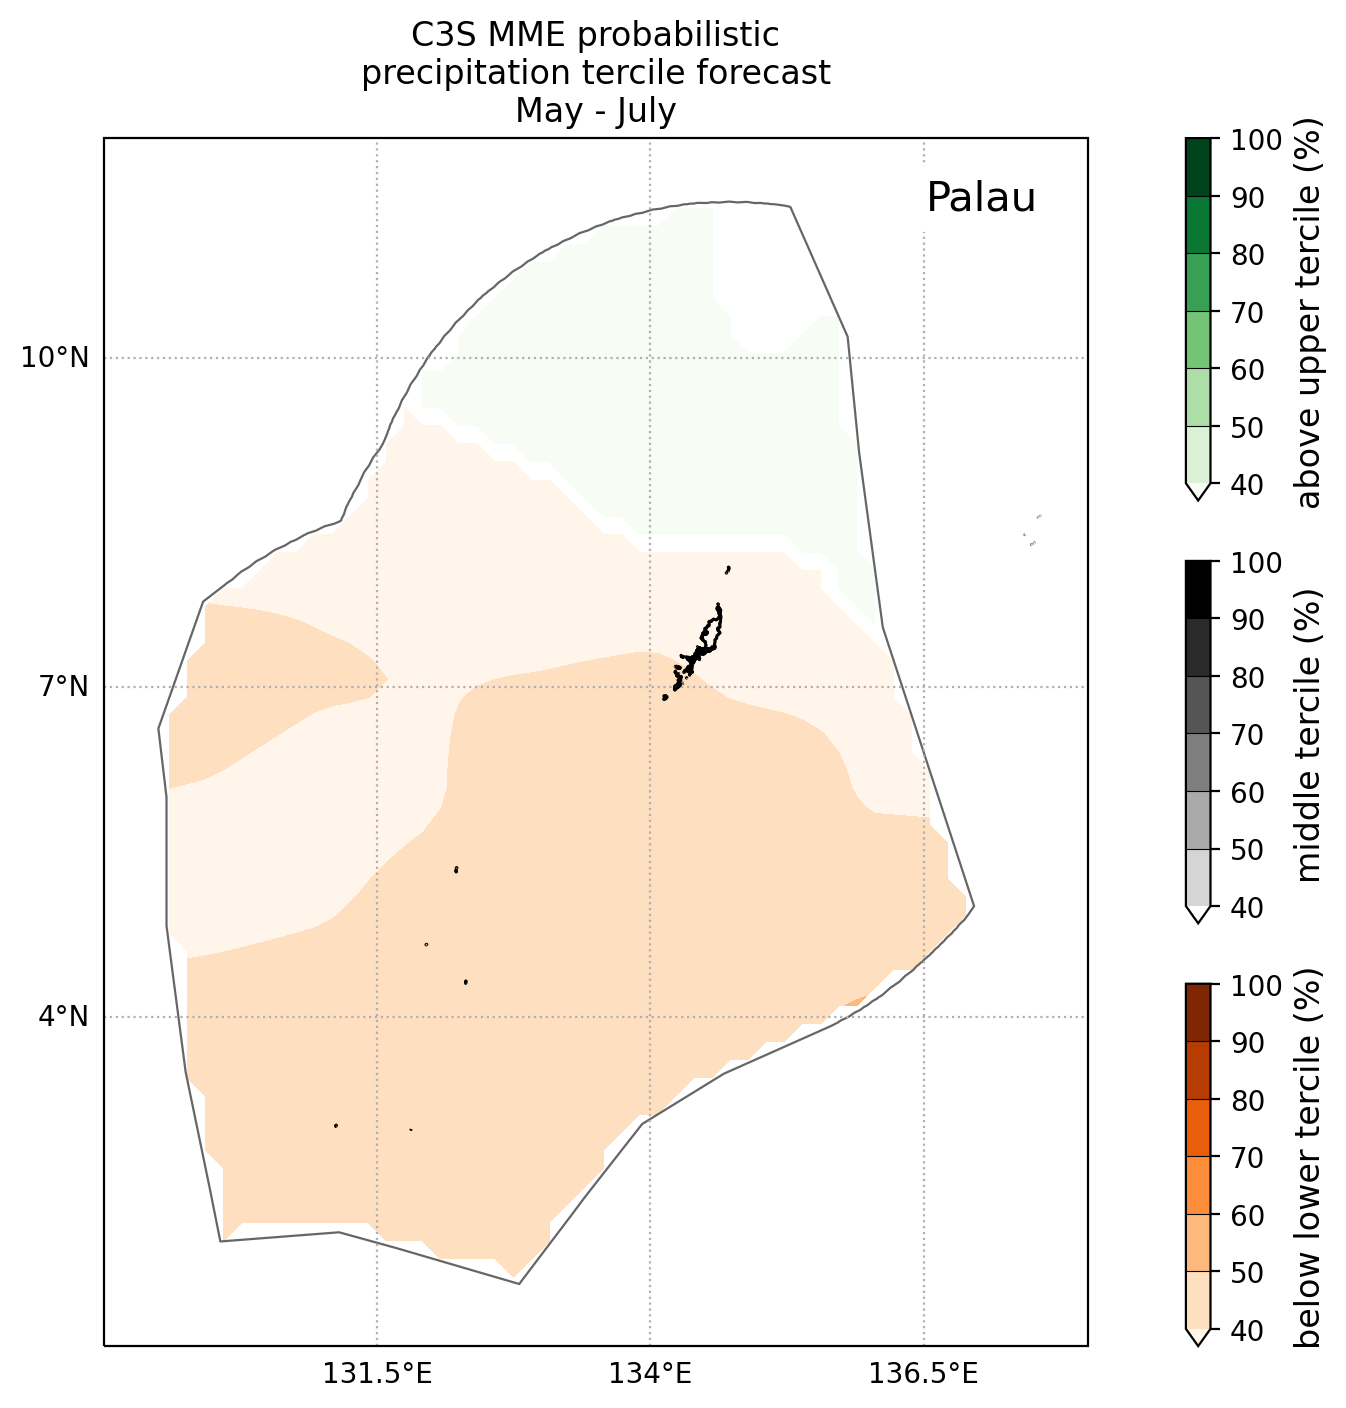 C3S MME probabilistic
precipitation tercile forecast
May - July
Palau
10°N
7°N
4°N
131.5°E
134°E
136.5°E
100
90
80
70
60
50
40
above upper tercile (%)
100
90
80
70
60
50
40
middle tercile (%)
100
90
80
70
60
50
40
below lower tercile (%)